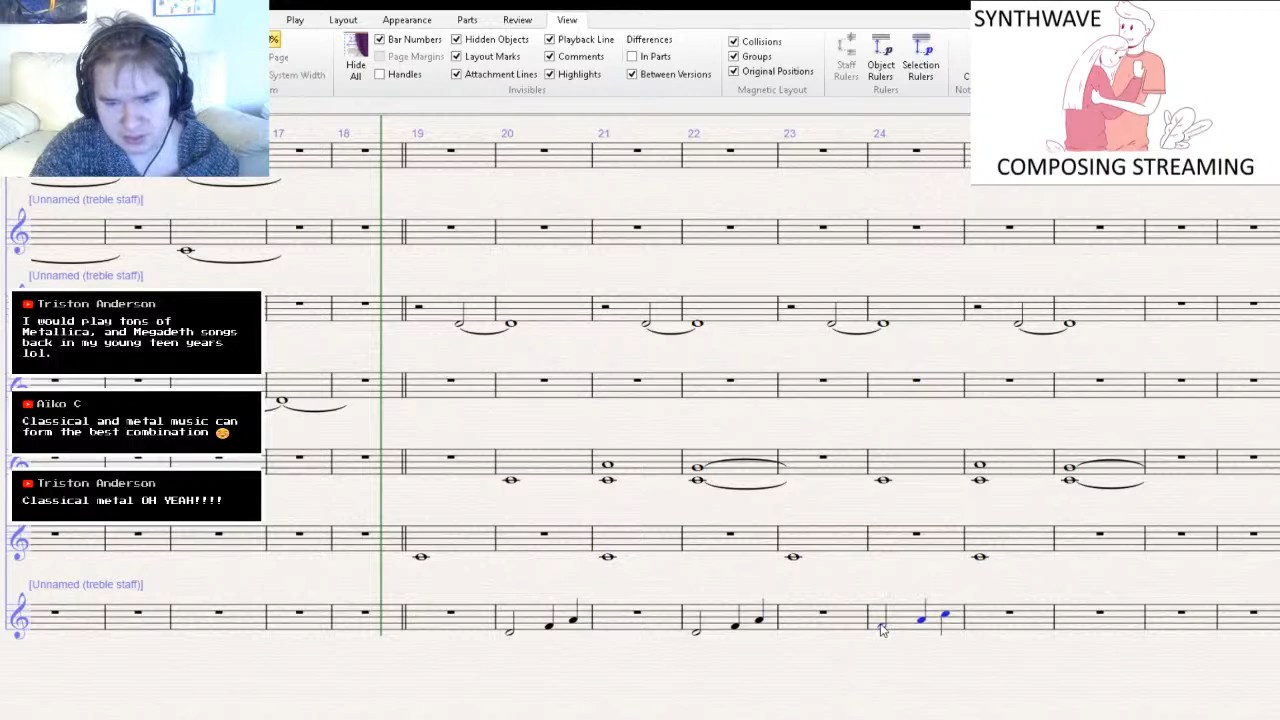 Play Layout Appearance Parts Review View
% Bar Numbers Hidden Objects Playback Line Differences Collisions
Page Page Margins Layout Marks Comments In Parts Groups
System Width Hide All Handles Attachment Lines Highlights Between Versions Original Positions
Staff Rulers Object Rulers Selection Rulers
m Invisibles Magnetic Layout Rulers Not
SYNTHWAVE
COMPOSING STREAMING
17 18 19 20 21 22 23 24
[Unnamed (treble staff)]
[Unnamed (treble staff)]
Triston Anderson
I would play tons of
Metallica, and Megadeth songs
back in my young teen years
lol.
Aïko C
Classical and metal music can
form the best combination 😊
Triston Anderson
Classical metal OH YEAH!!!!
[Unnamed (treble staff)]